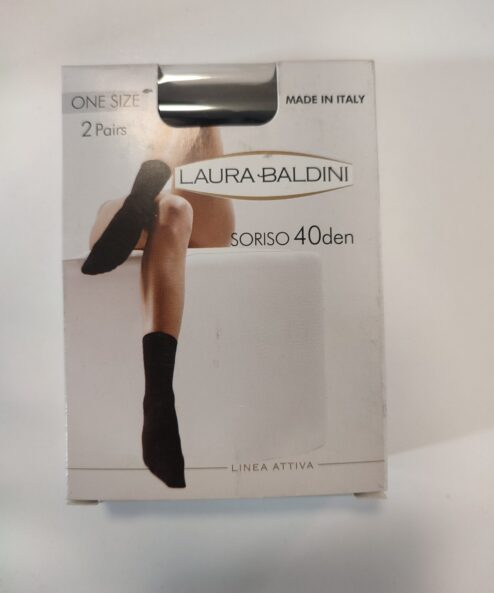 ONE SIZE
MADE IN ITALY
2 Pairs
LAURA·BALDINI
SORISO 40den
LINEA ATTIVA